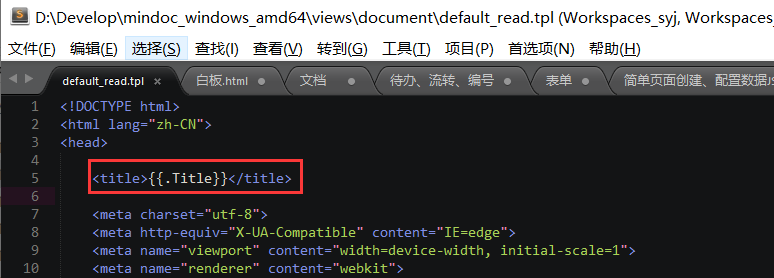 D:\Develop\mindoc_windows_amd64\views\document\default_read.tpl (Workspaces_syj, Workspaces_
文件(F) 编辑(E) 选择(S) 查找(I) 查看(V) 转到(G) 工具(T) 项目(P) 首选项(N) 帮助(H)
default_read.tpl × 白板.html 文档 待办、流转、编号 表单 简单页面创建、配置数据JS
1 <!DOCTYPE html>
2 <html lang="zh-CN">
3 <head>
4
5 <title>{{.Title}}</title>
6
7 <meta charset="utf-8">
8 <meta http-equiv="X-UA-Compatible" content="IE=edge">
9 <meta name="viewport" content="width=device-width, initial-scale=1">
10 <meta name="renderer" content="webkit">